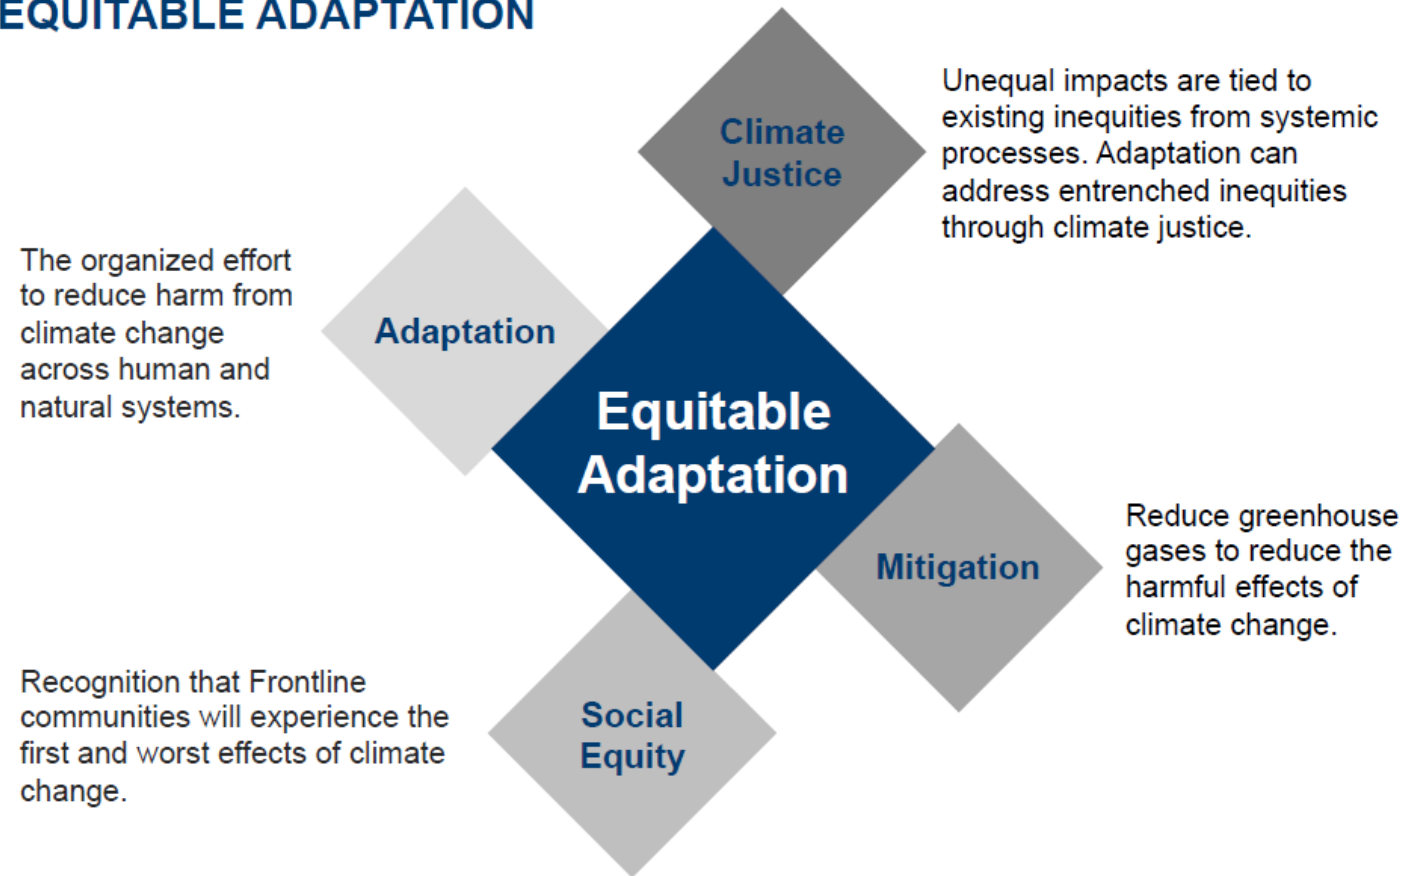 EQUITABLE ADAPTATION
Climate
Justice
Unequal impacts are tied to
existing inequities from systemic
processes. Adaptation can
address entrenched inequities
through climate justice.
The organized effort
to reduce harm from
climate change
across human and
natural systems.
Adaptation
Equitable
Adaptation
Mitigation
Reduce greenhouse
gases to reduce the
harmful effects of
climate change.
Recognition that Frontline
communities will experience the
first and worst effects of climate
change.
Social
Equity